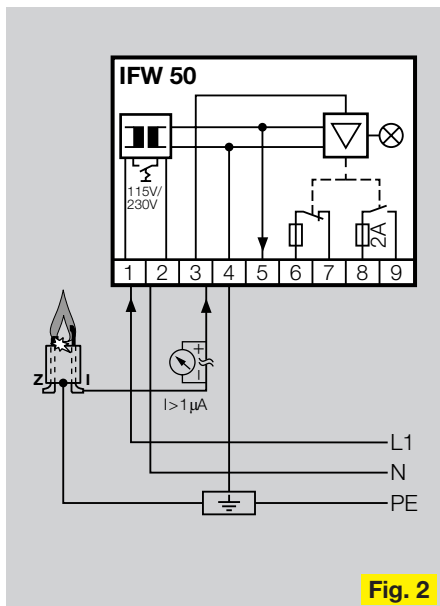 IFW 50
115V/
230V
2A
1 2 3 4 5 6 7 8 9
+
−
Z I
I>1µA
L1
N
PE
Fig. 2